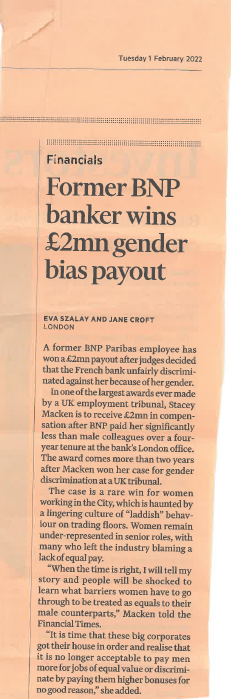 Tuesday 1 February 2022
Financials
Former BNP
banker wins
£2mn gender
bias payout
EVA SZALAY AND JANE CROFT
LONDON
A former BNP Paribas employee has
won a £2mn payout after judges decided
that the French bank unfairly discrimi-
nated against her because of her gender.
In one of the largest awards ever made
by a UK employment tribunal, Stacey
Macken is to receive £2mn in compen-
sation after BNP paid her significantly
less than male colleagues over a four-
year tenure at the bank's London office.
The award comes more than two years
after Macken won her case for gender
discrimination at a UK tribunal.
The case is a rare win for women
working in the City, which is haunted by
a lingering culture of "laddish" behav-
iour on trading floors. Women remain
under-represented in senior roles, with
many who left the industry blaming a
lack of equal pay.
"When the time is right, I will tell my
story and people will be shocked to
learn what barriers women have to go
through to be treated as equals to their
male counterparts," Macken told the
Financial Times.
"It is time that these big corporates
got their house in order and realise that
it is no longer acceptable to pay men
more for jobs of equal value or discrimi-
nate by paying them higher bonuses for
no good reason," she added.